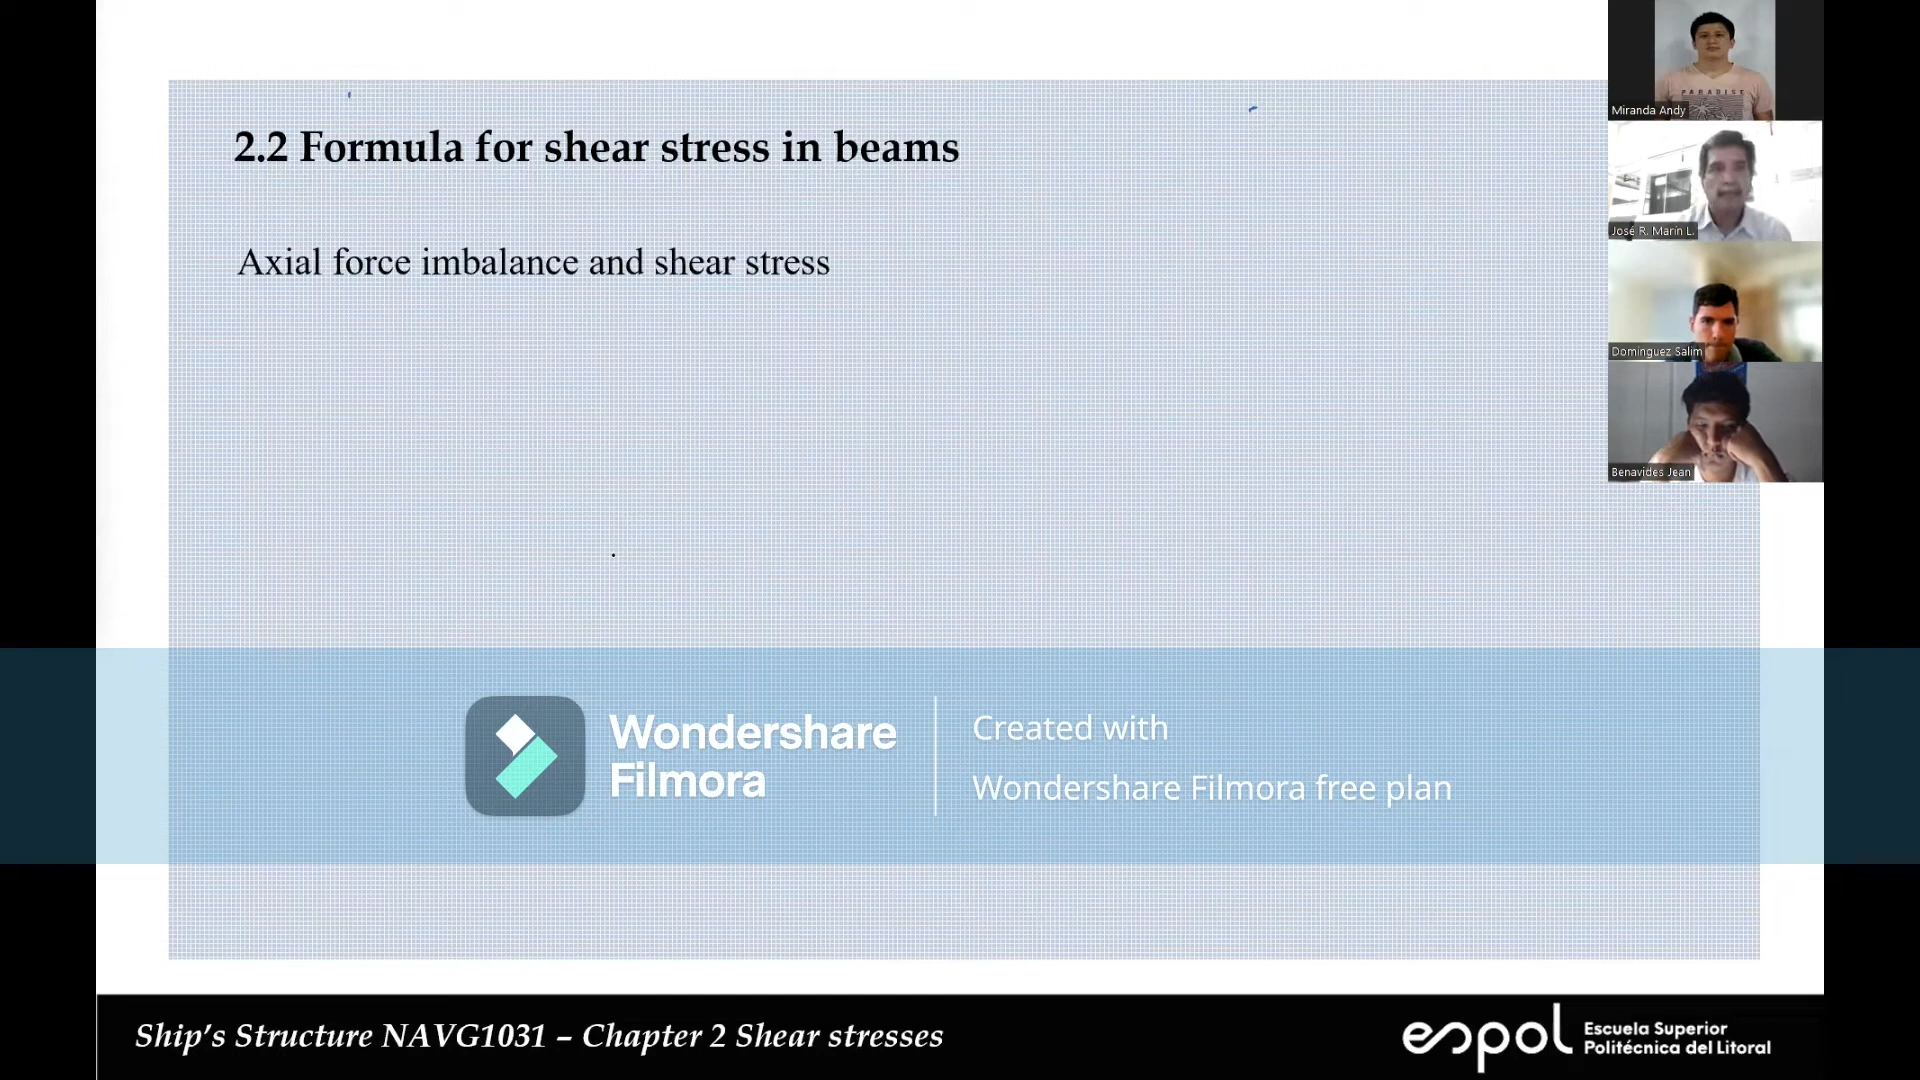 2.2 Formula for shear stress in beams
Axial force imbalance and shear stress
PARADISE
Miranda Andy
José R. Marín L.
Dominguez Salim
Benavides Jean
Wondershare
Filmora
Created with
Wondershare Filmora free plan
Ship's Structure NAVG1031 – Chapter 2 Shear stresses
espol
Escuela Superior
Politécnica del Litoral